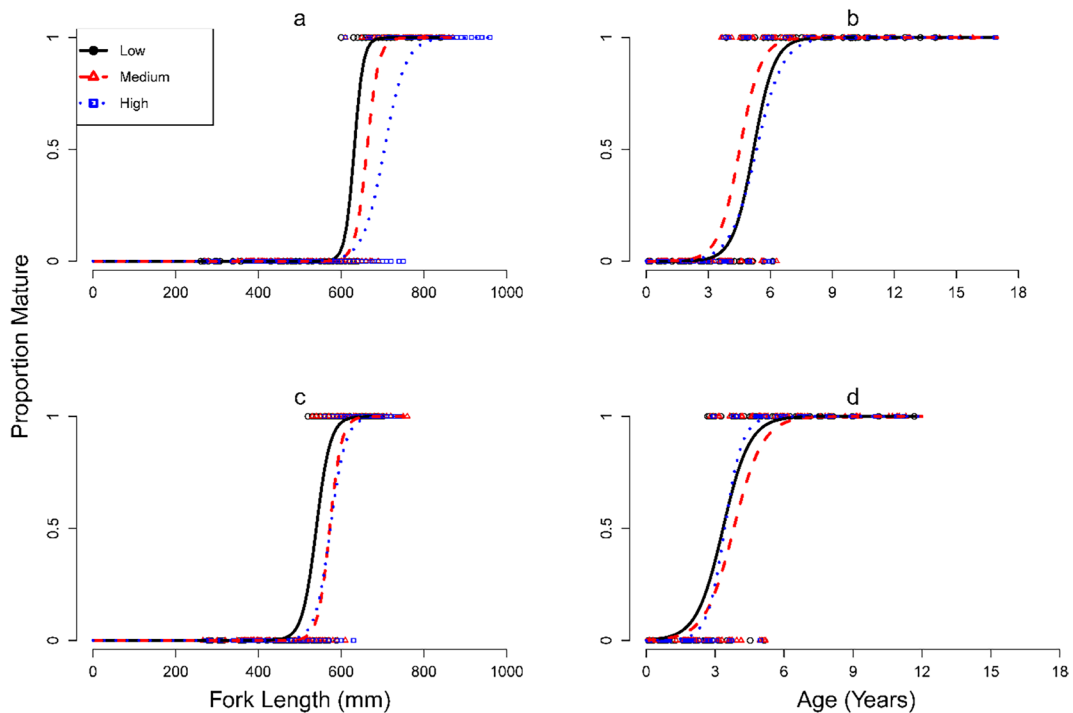 a
b
Low
Medium
High
1
0.5
0
0 200 400 600 800 1000
1
0.5
0
0 3 6 9 12 15 18
Proportion Mature
c
d
1
0.5
0
0 200 400 600 800 1000
1
0.5
0
0 3 6 9 12 15 18
Fork Length (mm)
Age (Years)